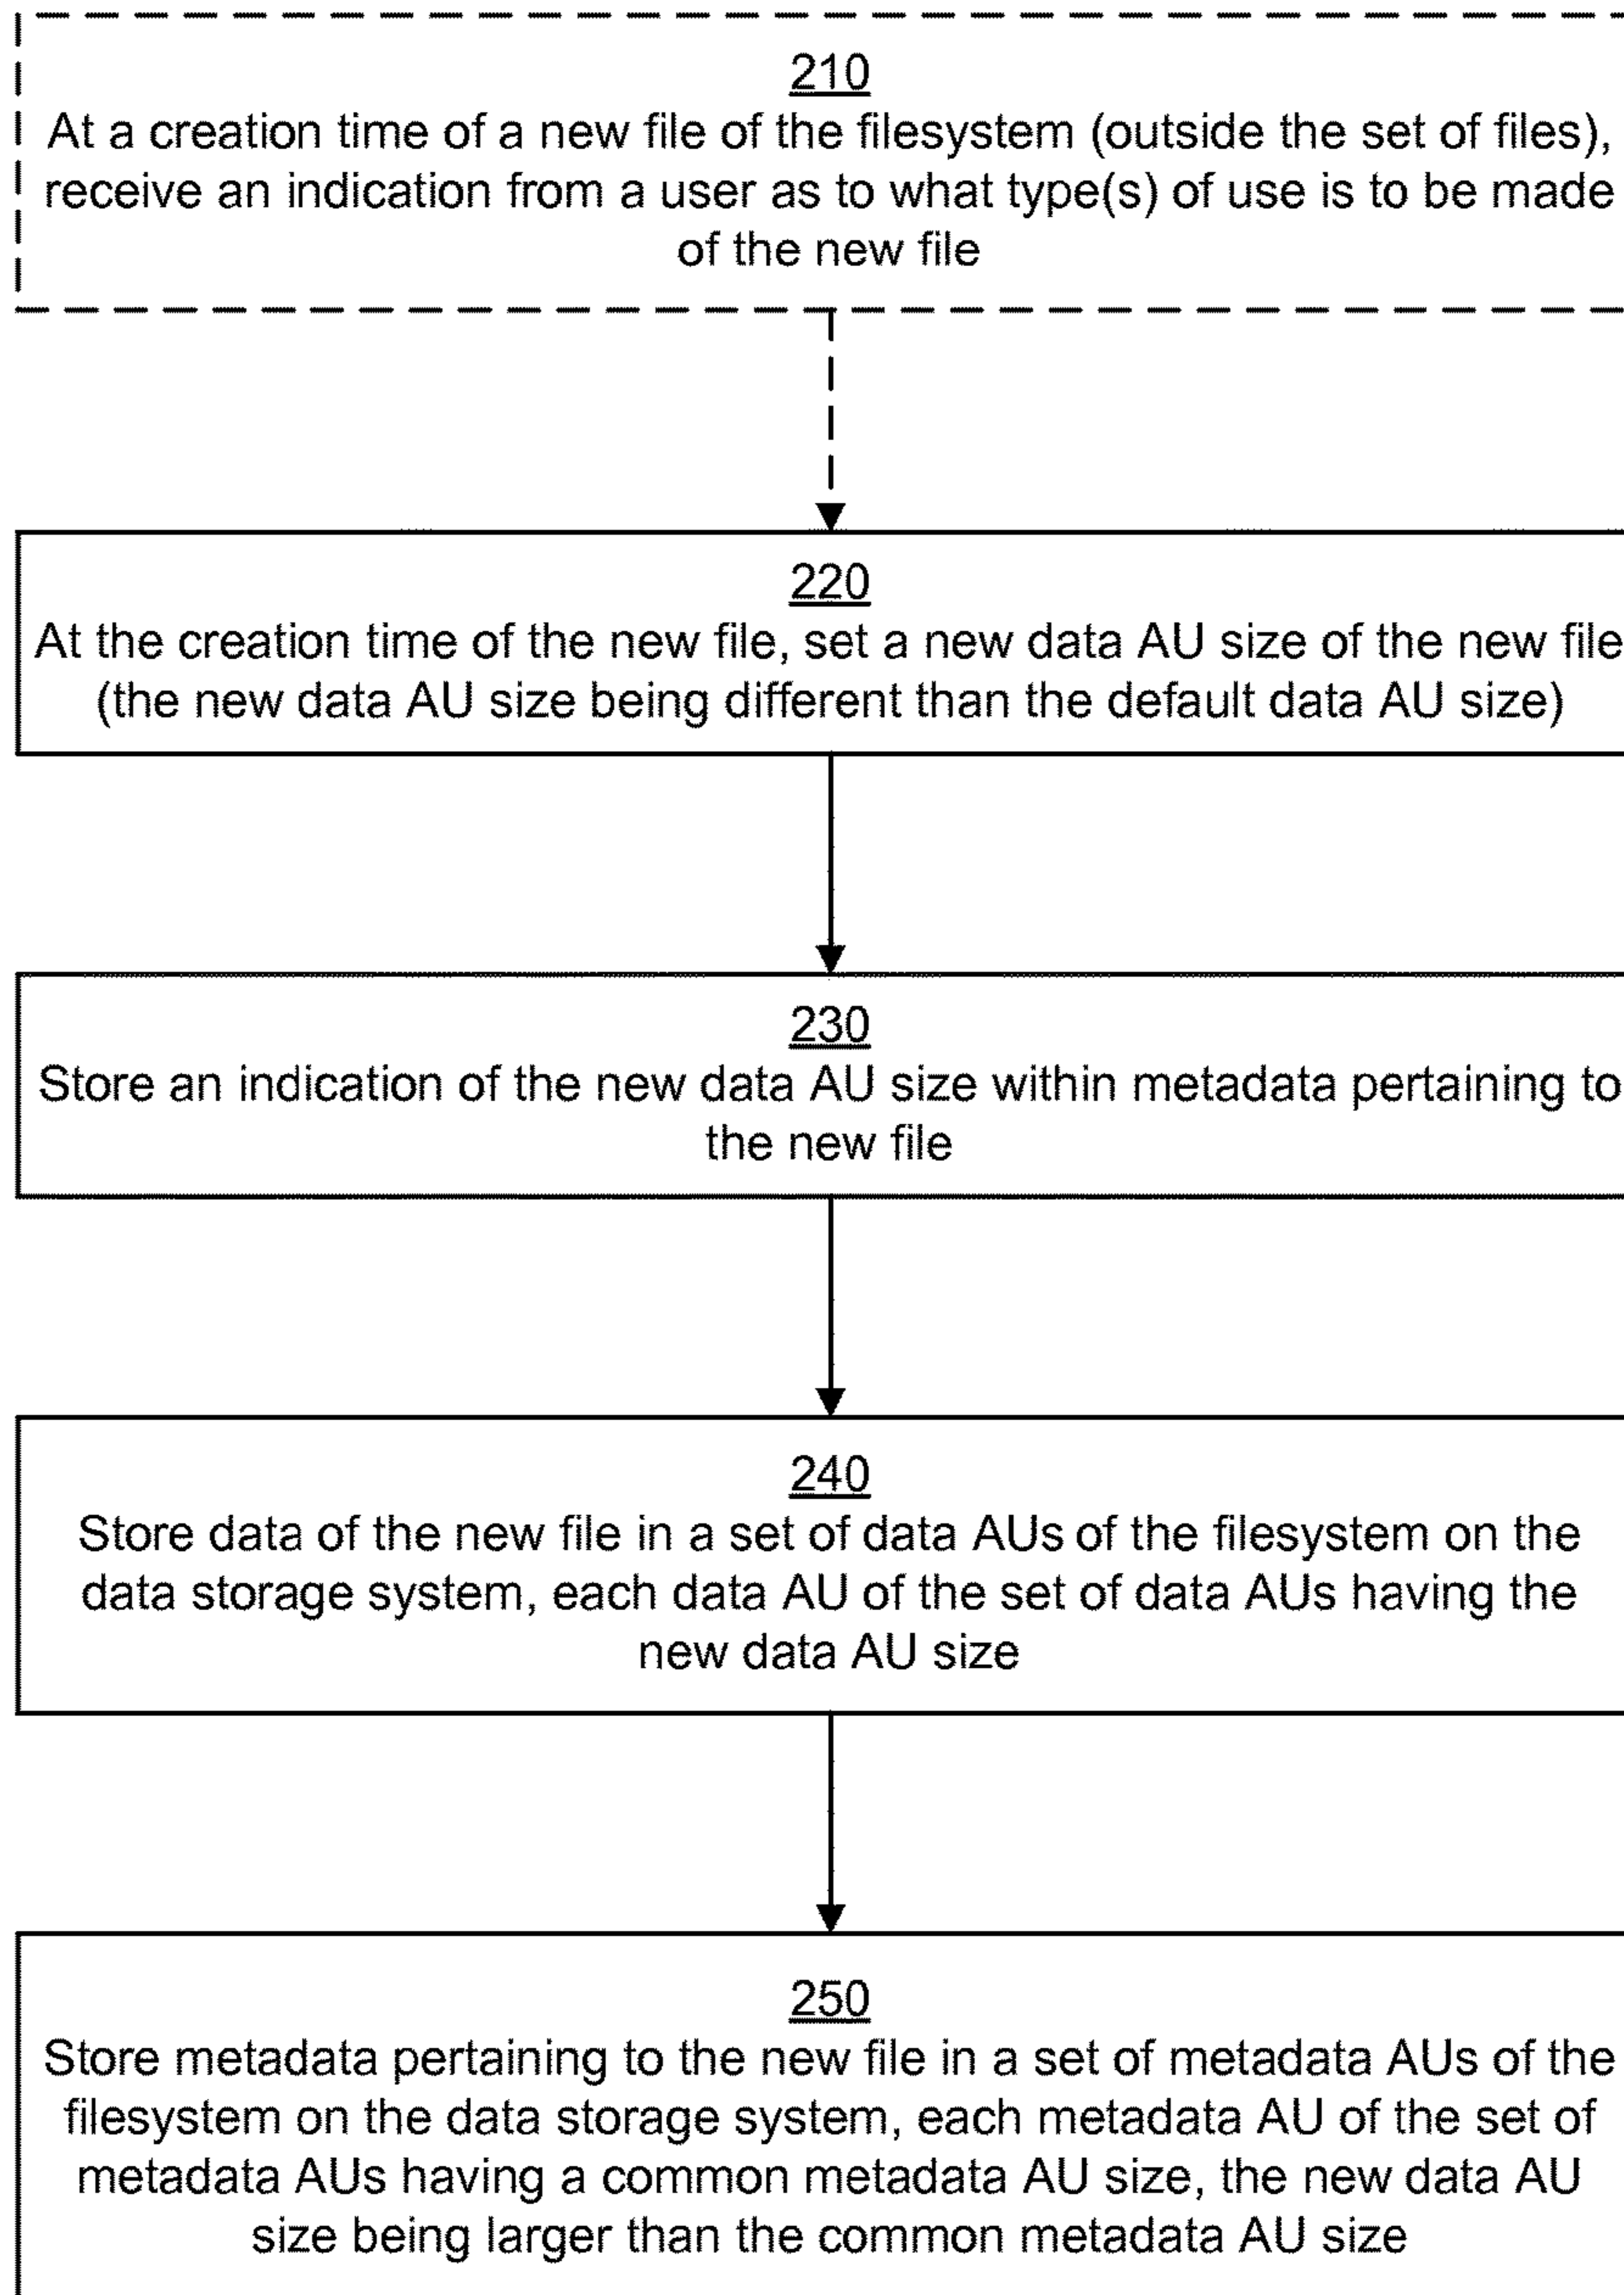 210
At a creation time of a new file of the filesystem (outside the set of files),
receive an indication from a user as to what type(s) of use is to be made
of the new file
220
At the creation time of the new file, set a new data AU size of the new file
(the new data AU size being different than the default data AU size)
230
Store an indication of the new data AU size within metadata pertaining to
the new file
240
Store data of the new file in a set of data AUs of the filesystem on the
data storage system, each data AU of the set of data AUs having the
new data AU size
250
Store metadata pertaining to the new file in a set of metadata AUs of the
filesystem on the data storage system, each metadata AU of the set of
metadata AUs having a common metadata AU size, the new data AU
size being larger than the common metadata AU size